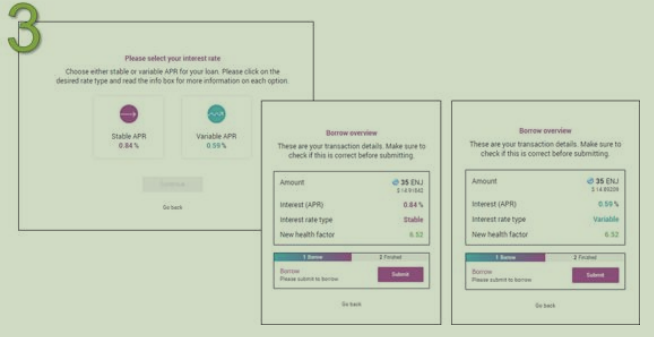 3
Please select your interest rate
Choose either stable or variable APR for your loan. Please click on the
desired rate type and read the info box for more information on each option.
Stable APR
0.84 %
Variable APR
0.59 %
Continue
Go back
Borrow overview
These are your transaction details. Make sure to
check if this is correct before submitting.
Amount
35 ENJ
Interest (APR)
0.84 %
Interest rate type
Stable
New health factor
6.52
1 Borrow
2 Finished
Borrow
Please submit to borrow
Submit
Go back
Borrow overview
These are your transaction details. Make sure to
check if this is correct before submitting.
Amount
35 ENJ
Interest (APR)
0.59 %
Interest rate type
Variable
New health factor
6.52
1 Borrow
2 Finished
Borrow
Please submit to borrow
Submit
Go back